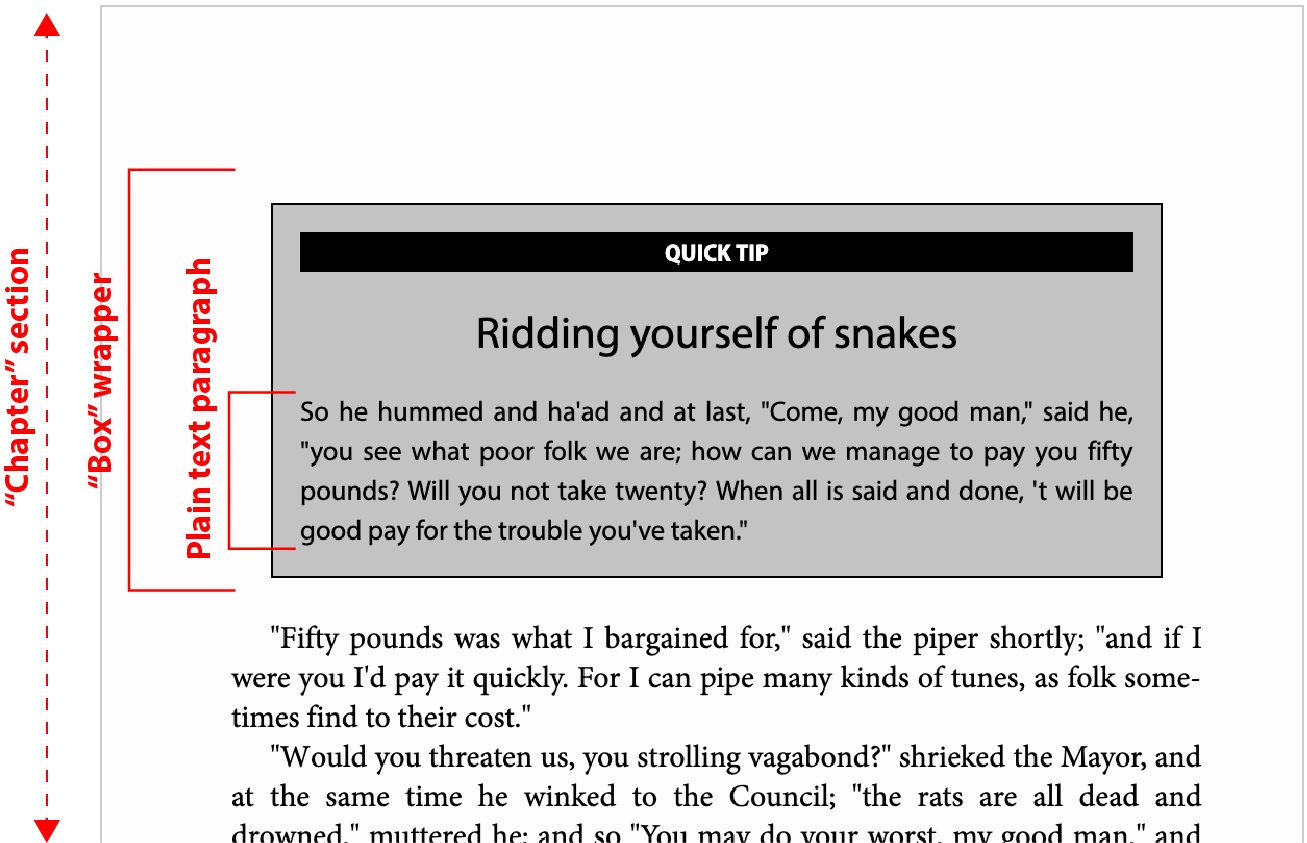 “Chapter” section
“Box” wrapper
Plain text paragraph
QUICK TIP
Ridding yourself of snakes
So he hummed and ha'ad and at last, "Come, my good man," said he,
"you see what poor folk we are; how can we manage to pay you fifty
pounds? Will you not take twenty? When all is said and done, 't will be
good pay for the trouble you've taken."
"Fifty pounds was what I bargained for," said the piper shortly; "and if I
were you I'd pay it quickly. For I can pipe many kinds of tunes, as folk some-
times find to their cost."
"Would you threaten us, you strolling vagabond?" shrieked the Mayor, and
at the same time he winked to the Council; "the rats are all dead and
drowned," muttered he; and so "You may do your worst, my good man," and